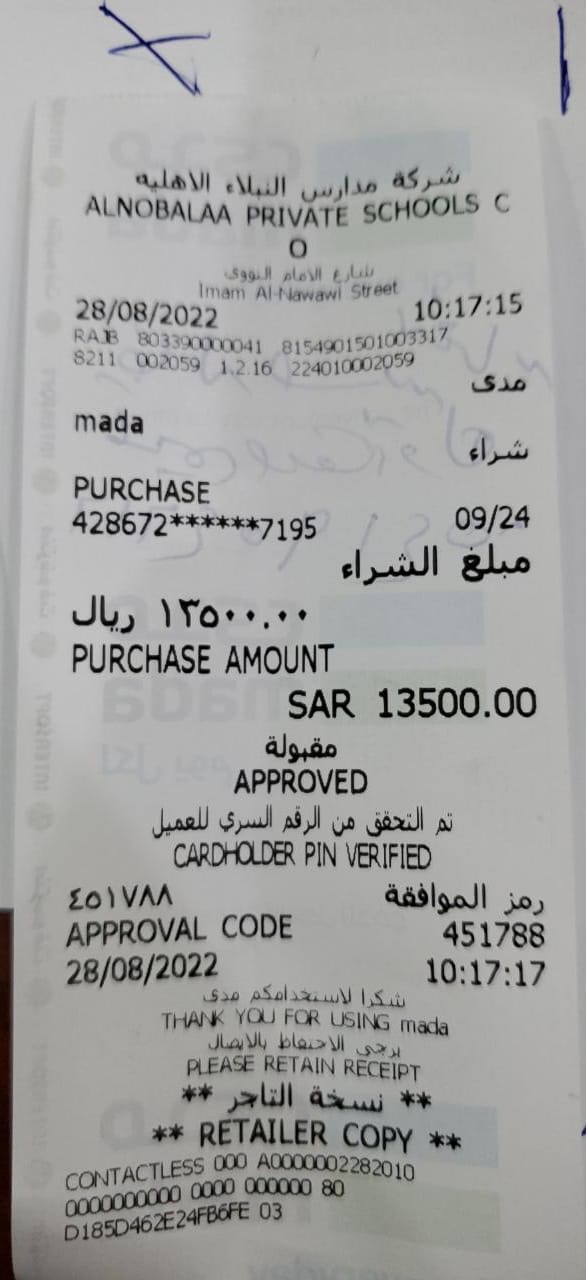 شركة مدارس النبلاء الاهليه
ALNOBALAA PRIVATE SCHOOLS C
O
شارع الامام النووي
Imam Al-Nawawi Street
28/08/2022 10:17:15
RAJB 803390000041 8154901501003317
8211 002059 1.2.16 224010002059
مدى
mada
شراء
PURCHASE
428672******7195 09/24
مبلغ الشراء
١٣٥٠٠.٠٠ ريال
PURCHASE AMOUNT
SAR 13500.00
مقبولة
APPROVED
تم التحقق من الرقم السري للعميل
CARDHOLDER PIN VERIFIED
رمز الموافقة ٤٥١٧٨٨
APPROVAL CODE 451788
28/08/2022 10:17:17
شكرا لاستخدامكم مدى
THANK YOU FOR USING mada
يرجى الاحتفاظ بالايصال
PLEASE RETAIN RECEIPT
** نسخة التاجر **
** RETAILER COPY **
CONTACTLESS 000 A0000002282010
0000000000 0000 000000 80
D185D462E24FB6FE 03